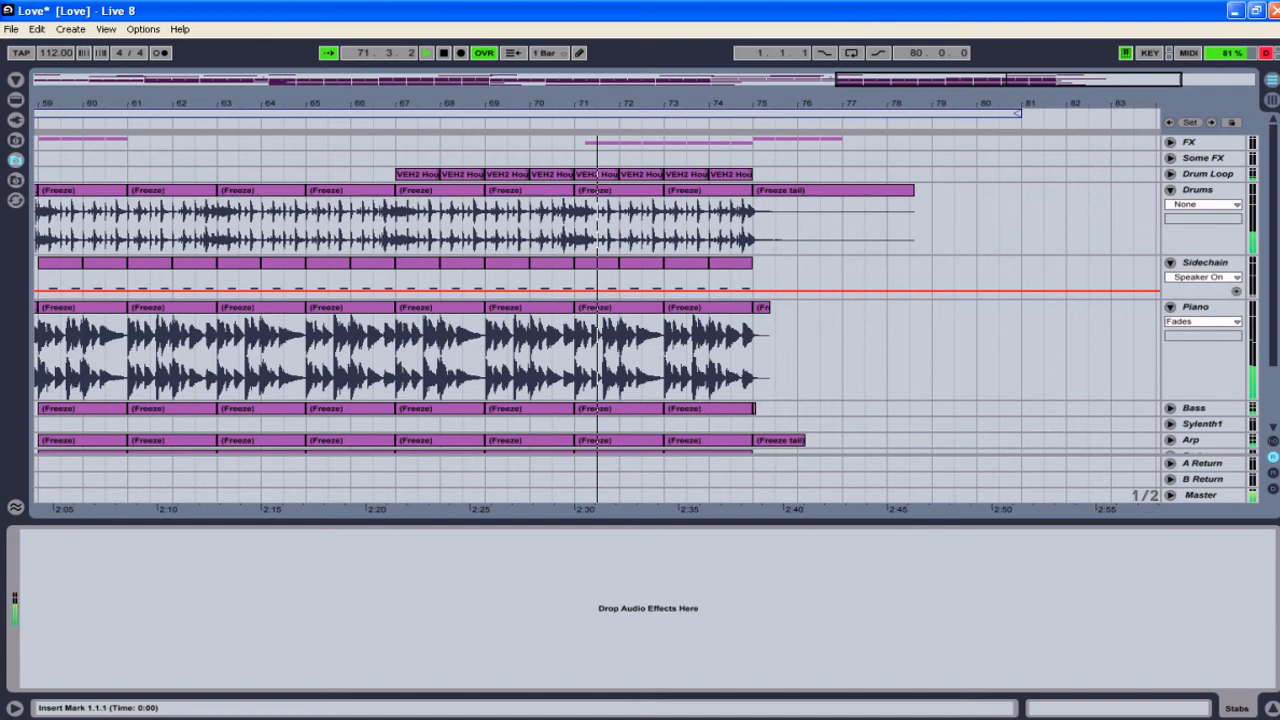 Love* [Love] - Live 8
File Edit Create View Options Help
TAP 112.00 4 / 4 71. 3. 2 OVR 1 Bar 1. 1. 1 80. 0. 0 KEY MIDI 81 % D
59 60 61 62 63 64 65 66 67 68 69 70 71 72 73 74 75 76 77 78 79 80 81 82 83
Set
FX
Some FX
VEH2 Hou VEH2 Hou VEH2 Hou VEH2 Hou VEH2 Hou VEH2 Hou VEH2 Hou VEH2 Hou Drum Loop
(Freeze) (Freeze) (Freeze) (Freeze) (Freeze) (Freeze) (Freeze) (Freeze) (Freeze tail) Drums
None
Sidechain
Speaker On
(Freeze) (Freeze) (Freeze) (Freeze) (Freeze) (Freeze) (Freeze) (Freeze) (Fr Piano
Fades
(Freeze) (Freeze) (Freeze) (Freeze) (Freeze) (Freeze) (Freeze) (Freeze) Bass
Sylenth1
(Freeze) (Freeze) (Freeze) (Freeze) (Freeze) (Freeze) (Freeze) (Freeze) (Freeze tail) Arp
A Return
B Return
1/2 Master
2:05 2:10 2:15 2:20 2:25 2:30 2:35 2:40 2:45 2:50 2:55
Drop Audio Effects Here
Insert Mark 1.1.1 (Time: 0:00) Stabs